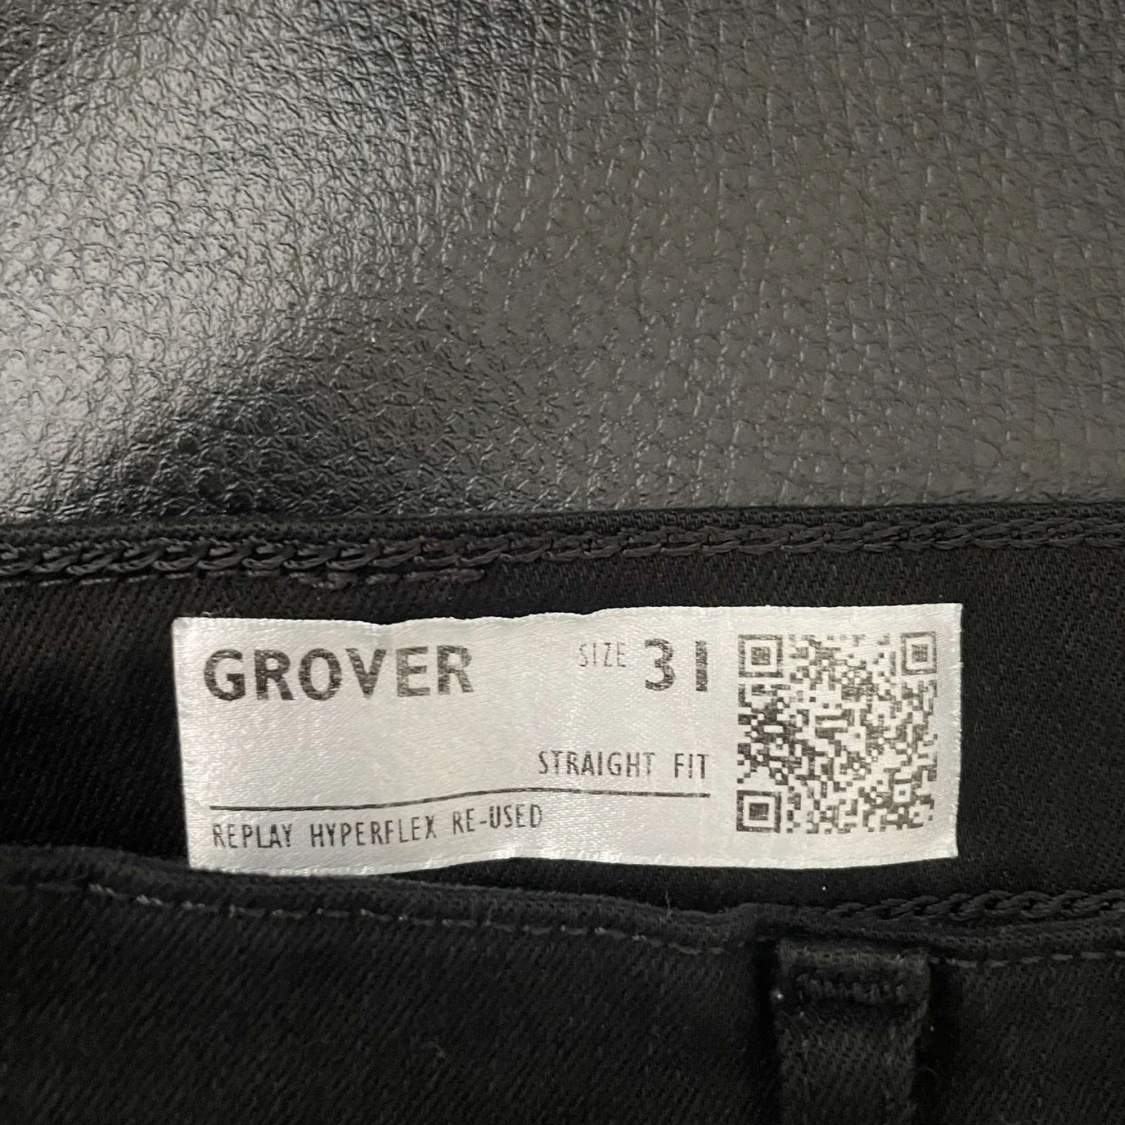 GROVER SIZE 31
STRAIGHT FIT
REPLAY HYPERFLEX RE-USED